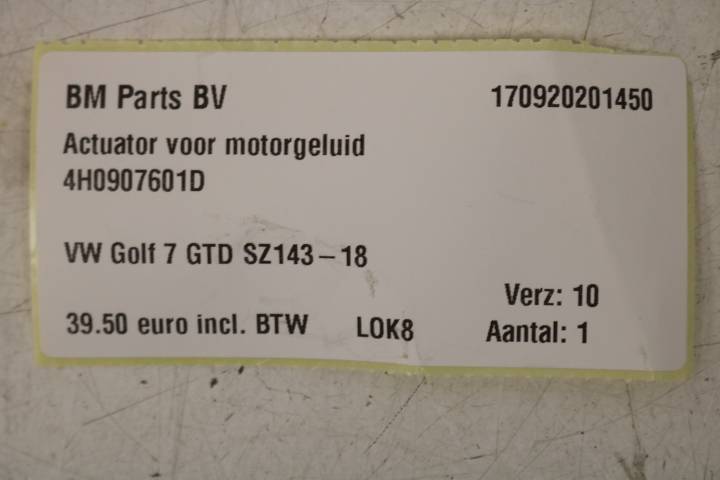 BM Parts BV 170920201450
Actuator voor motorgeluid
4H0907601D
VW Golf 7 GTD SZ143-18
Verz: 10
39.50 euro incl. BTW LOK8 Aantal: 1